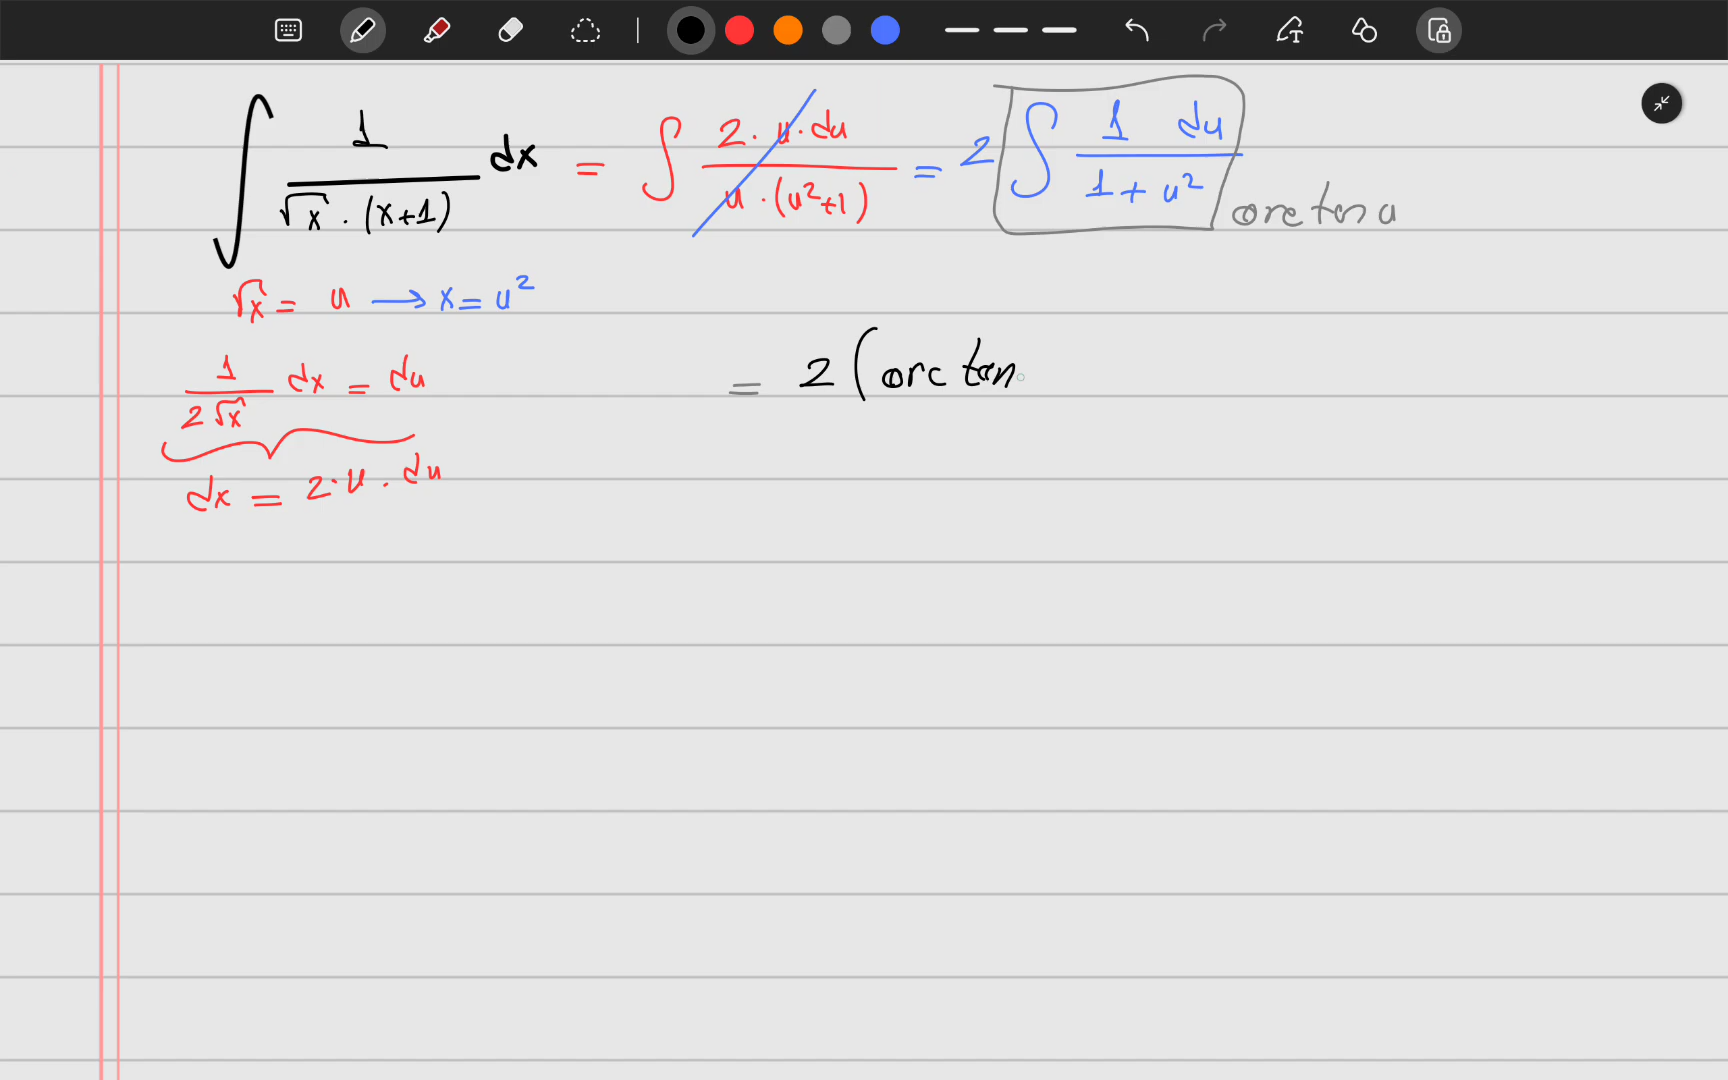 ∫ 1/(√x · (x+1)) dx = ∫ (2 · u · du)/(u · (u²+1)) = 2 ∫ (1 du)/(1 + u²) arctan u
√x = u → x = u²
1/(2√x) dx = du
= 2 (arc tan
dx = 2 · u · du